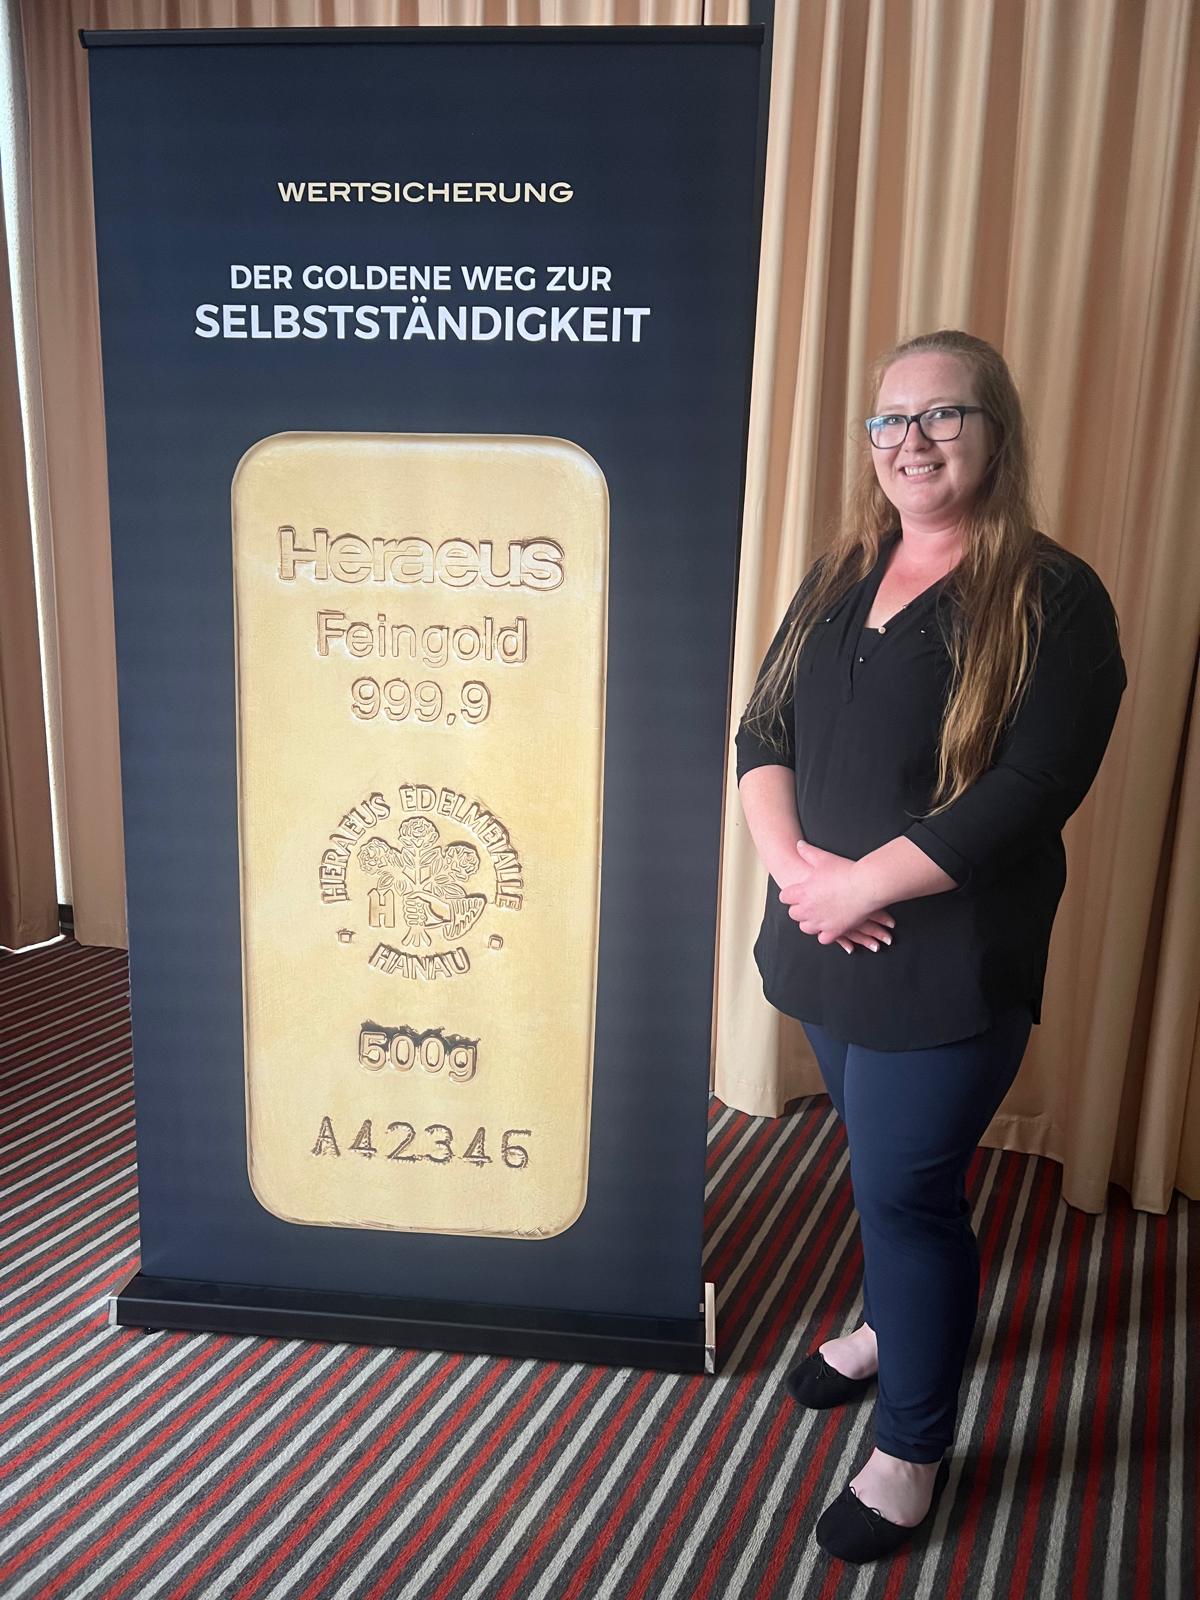 WERTSICHERUNG
DER GOLDENE WEG ZUR
SELBSTSTÄNDIGKEIT
Heraeus
Feingold
999,9
HERAEUS EDELMETALLE
H
HANAU
500g
A42346